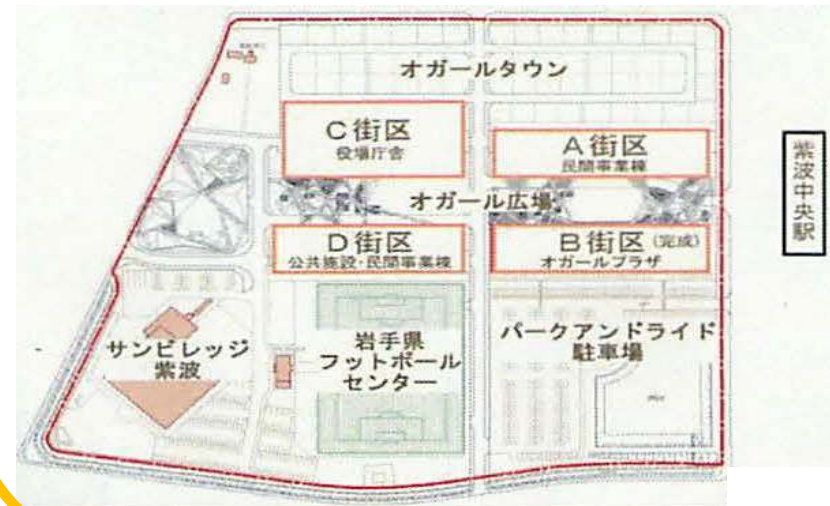 オガールタウン
C街区
役場庁舎
A街区
民間事業棟
オガール広場
D街区
公共施設・民間事業棟
B街区(完成)
オガールプラザ
サンビレッジ
紫波
岩手県
フットボール
センター
パークアンドライド
駐車場
紫波中央駅